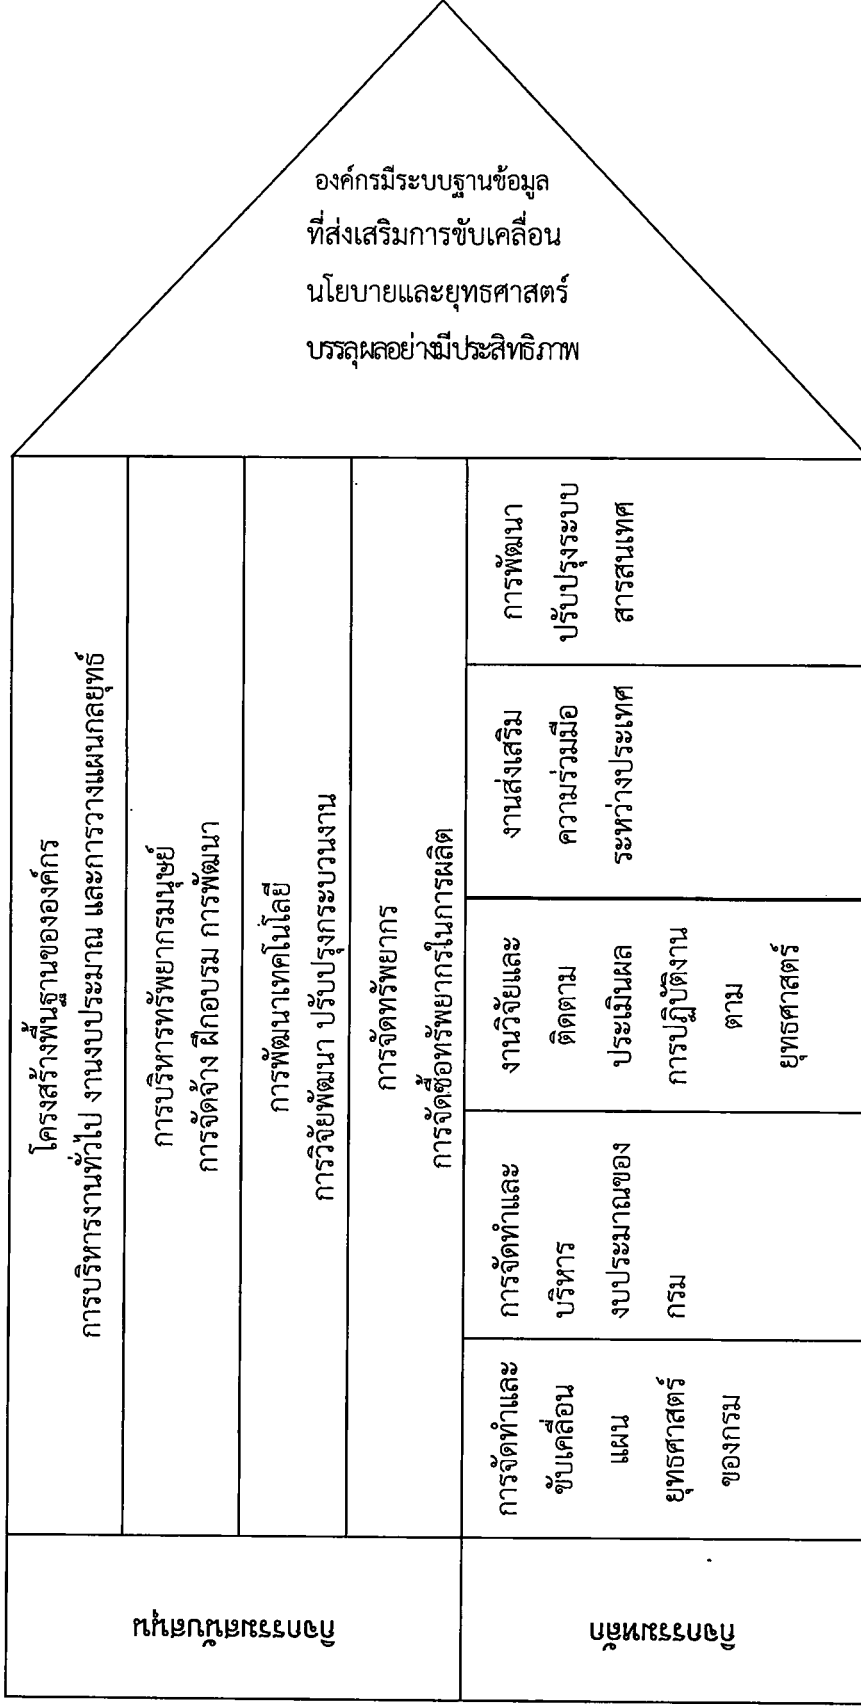 องค์กรมีระบบฐานข้อมูล
ที่ส่งเสริมการขับเคลื่อน
นโยบายและยุทธศาสตร์
บรรลุผลอย่างมีประสิทธิภาพ
กิจกรรมสนับสนุน
โครงสร้างพื้นฐานขององค์กร
การบริหารงานทั่วไป งานงบประมาณ และการวางแผนกลยุทธ์
การบริหารทรัพยากรมนุษย์
การจัดจ้าง ฝึกอบรม การพัฒนา
การพัฒนาเทคโนโลยี
การวิจัยพัฒนา ปรับปรุงกระบวนงาน
การจัดทรัพยากร
การจัดซื้อทรัพยากรในการผลิต
กิจกรรมหลัก
การจัดทำและ
ขับเคลื่อน
แผน
ยุทธศาสตร์
ของกรม
การจัดทำและ
บริหาร
งบประมาณของ
กรม
งานวิจัยและ
ติดตาม
ประเมินผล
การปฏิบัติงาน
ตาม
ยุทธศาสตร์
งานส่งเสริม
ความร่วมมือ
ระหว่างประเทศ
การพัฒนา
ปรับปรุงระบบ
สารสนเทศ